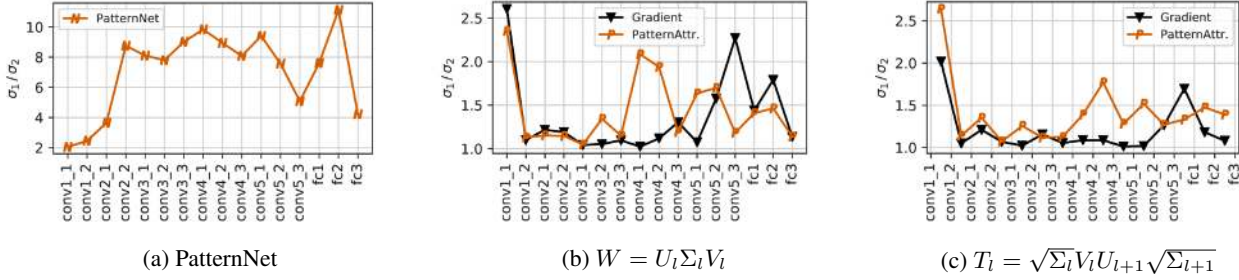 PatternNet
σ1 / σ2
10
8
6
4
2
conv1_1
conv1_2
conv2_1
conv2_2
conv3_1
conv3_2
conv3_3
conv4_1
conv4_2
conv4_3
conv5_1
conv5_2
conv5_3
fc1
fc2
fc3
(a) PatternNet
Gradient
PatternAttr.
σ1 / σ2
2.5
2.0
1.5
1.0
conv1_1
conv1_2
conv2_1
conv2_2
conv3_1
conv3_2
conv3_3
conv4_1
conv4_2
conv4_3
conv5_1
conv5_2
conv5_3
fc1
fc2
fc3
(b) W = UlΣlVl
Gradient
PatternAttr.
σ1 / σ2
2.5
2.0
1.5
1.0
conv1_1
conv1_2
conv2_1
conv2_2
conv3_1
conv3_2
conv3_3
conv4_1
conv4_2
conv4_3
conv5_1
conv5_2
conv5_3
fc1
fc2
fc3
(c) Tl = √Σl VlUl+1√Σl+1